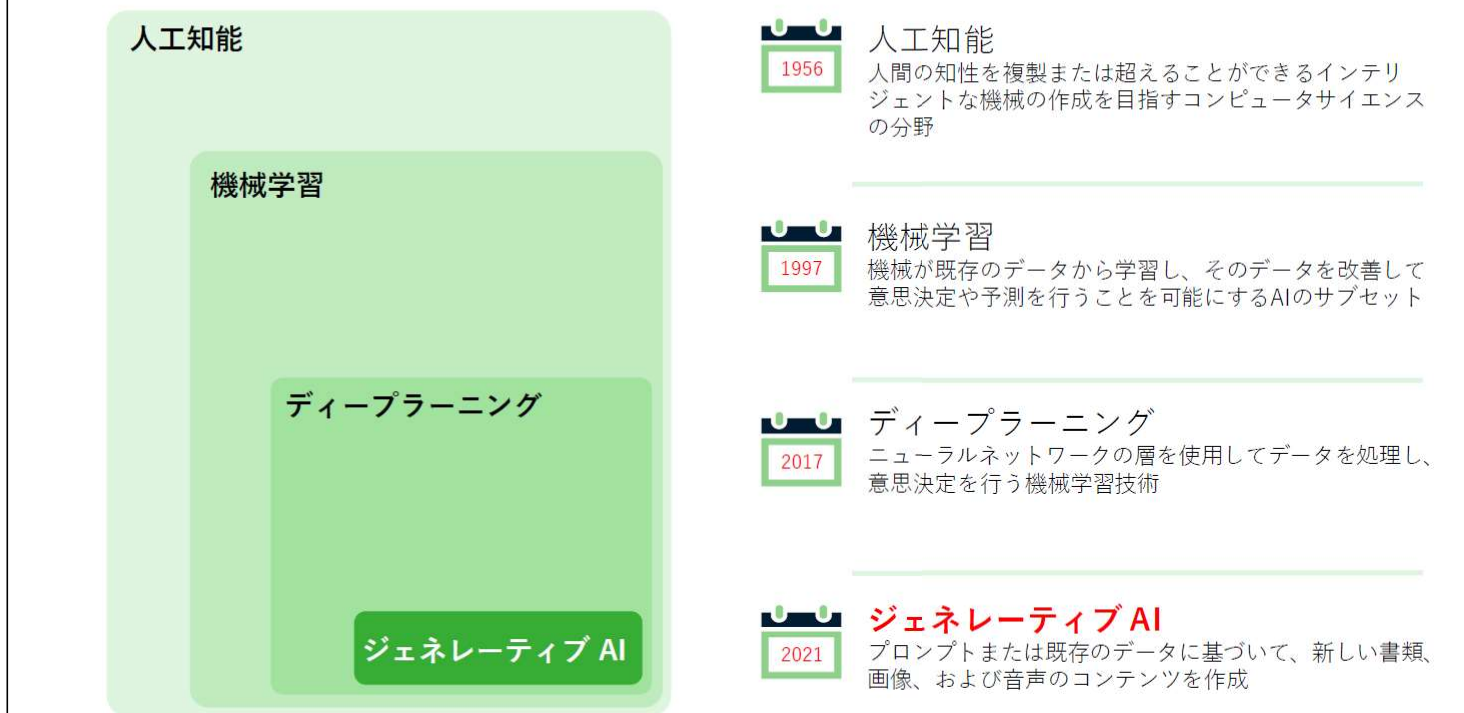 人工知能
機械学習
ディープラーニング
ジェネレーティブ AI
1956
人工知能
人間の知性を複製または超えることができるインテリ
ジェントな機械の作成を目指すコンピュータサイエンス
の分野
1997
機械学習
機械が既存のデータから学習し、そのデータを改善して
意思決定や予測を行うことを可能にするAIのサブセット
2017
ディープラーニング
ニューラルネットワークの層を使用してデータを処理し、
意思決定を行う機械学習技術
2021
ジェネレーティブ AI
プロンプトまたは既存のデータに基づいて、新しい書類、
画像、および音声のコンテンツを作成